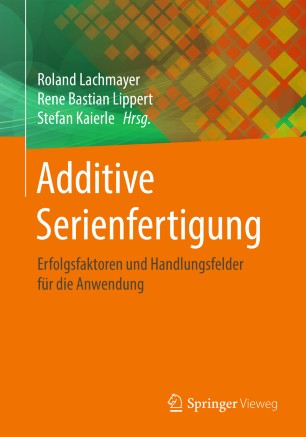 Roland Lachmayer
Rene Bastian Lippert
Stefan Kaierle Hrsg.
Additive
Serienfertigung
Erfolgsfaktoren und Handlungsfelder
für die Anwendung
Springer Vieweg